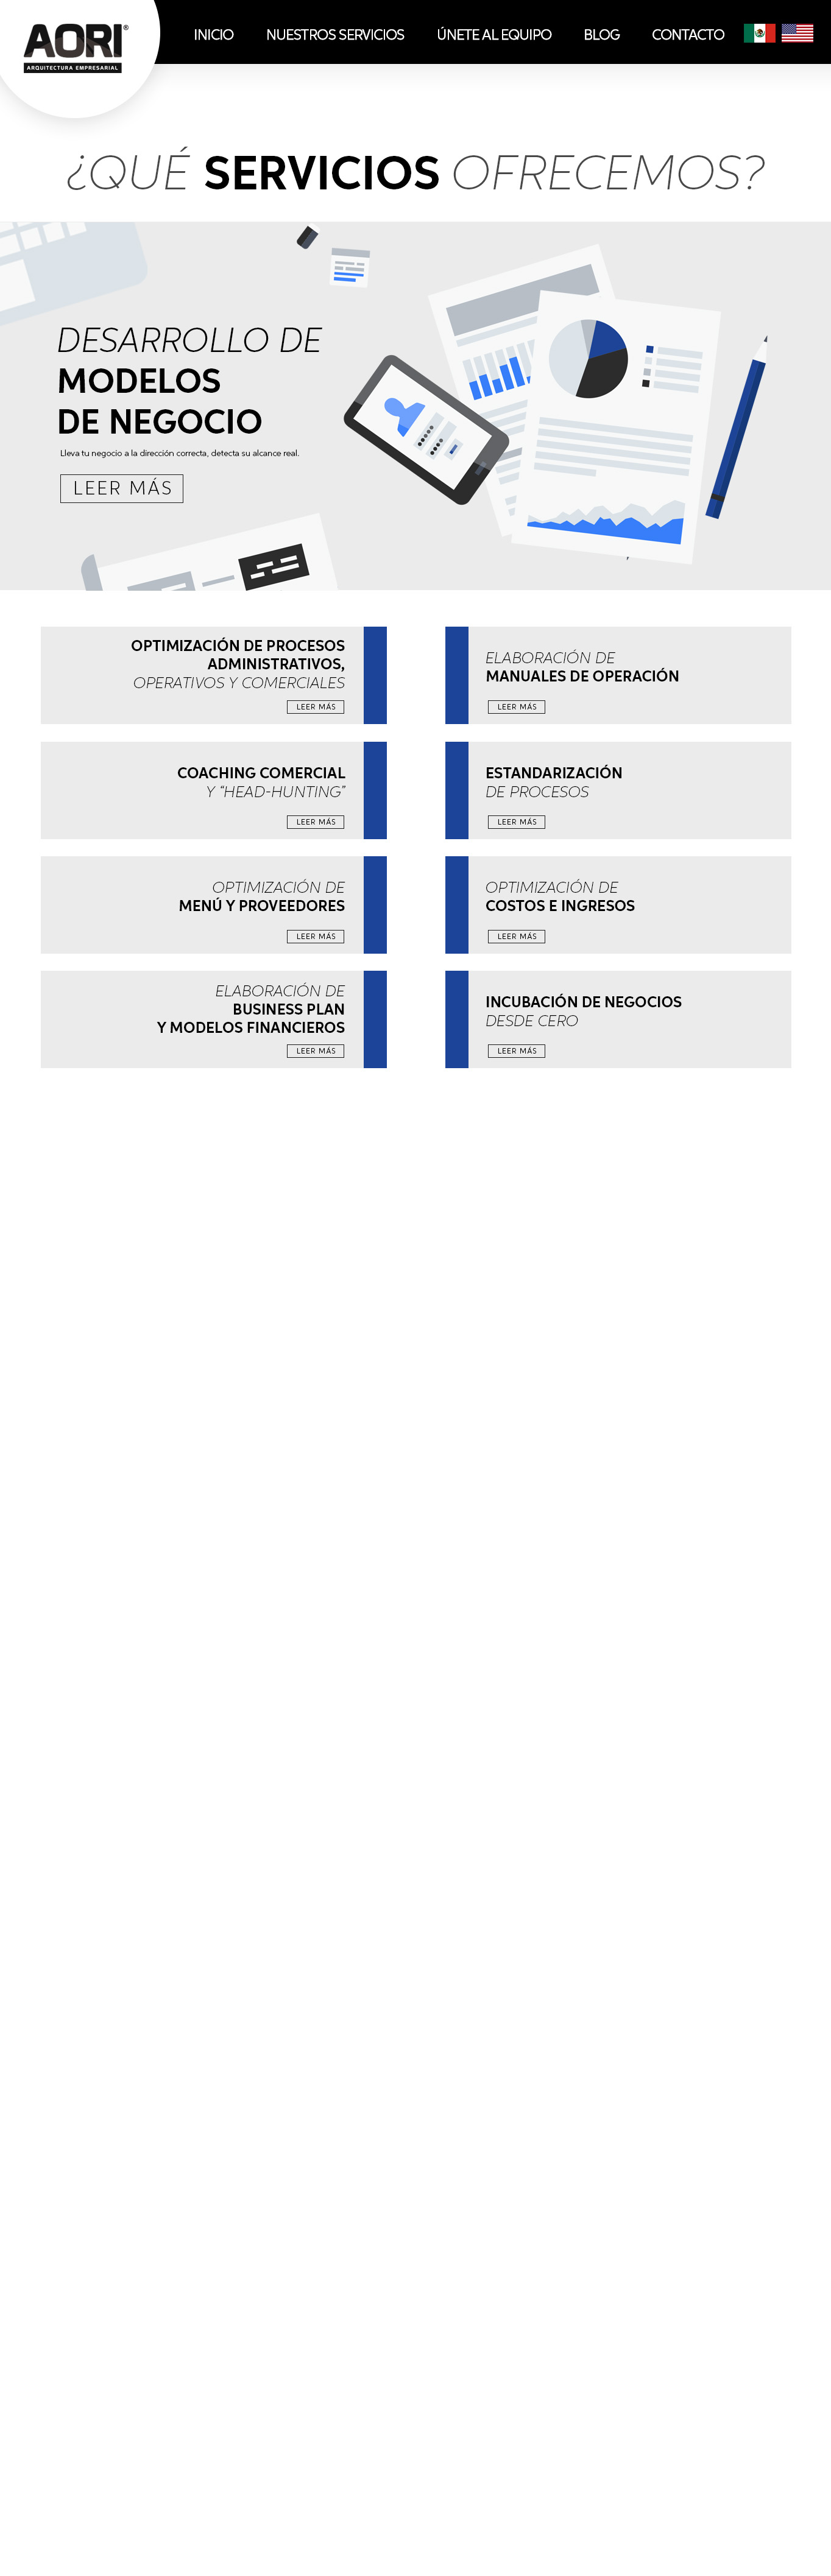 AORI®
ARQUITECTURA EMPRESARIAL
INICIO
NUESTROS SERVICIOS
ÚNETE AL EQUIPO
BLOG
CONTACTO
¿QUÉ SERVICIOS OFRECEMOS?
DESARROLLO DE
MODELOS
DE NEGOCIO
Lleva tu negocio a la dirección correcta, detecta su alcance real.
LEER MÁS
OPTIMIZACIÓN DE PROCESOS
ADMINISTRATIVOS,
OPERATIVOS Y COMERCIALES
LEER MÁS
ELABORACIÓN DE
MANUALES DE OPERACIÓN
LEER MÁS
COACHING COMERCIAL
Y “HEAD-HUNTING”
LEER MÁS
ESTANDARIZACIÓN
DE PROCESOS
LEER MÁS
OPTIMIZACIÓN DE
MENÚ Y PROVEEDORES
LEER MÁS
OPTIMIZACIÓN DE
COSTOS E INGRESOS
LEER MÁS
ELABORACIÓN DE
BUSINESS PLAN
Y MODELOS FINANCIEROS
LEER MÁS
INCUBACIÓN DE NEGOCIOS
DESDE CERO
LEER MÁS